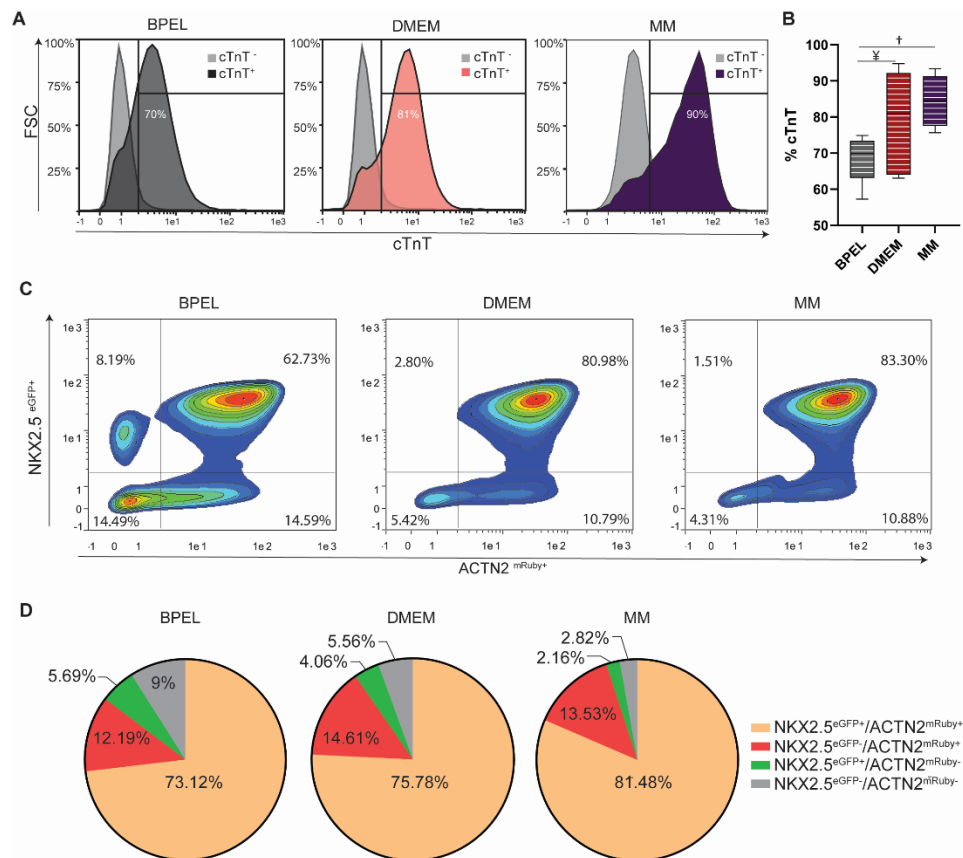 A
BPEL
DMEM
MM
B
FSC
100%
75%
50%
25%
cTnT -
cTnT+
70%
-1 0 1 1e1 1e2 1e3
100%
75%
50%
25%
cTnT -
cTnT+
81%
-1 0 1 1e1 1e2 1e3
100%
75%
50%
25%
cTnT -
cTnT+
90%
-1 0 1 1e1 1e2 1e3
cTnT
% cTnT
100
90
80
70
60
50
¥
†
BPEL
DMEM
MM
C
BPEL
DMEM
MM
NKX2.5 eGFP+
1e3
1e2
1e1
1
0
-1
8.19%
62.73%
14.49%
14.59%
-1 0 1 1e1 1e2 1e3
1e3
1e2
1e1
1
0
-1
2.80%
80.98%
5.42%
10.79%
-1 0 1 1e1 1e2 1e3
1e3
1e2
1e1
1
0
-1
1.51%
83.30%
4.31%
10.88%
-1 0 1 1e1 1e2 1e3
ACTN2 mRuby+
D
BPEL
DMEM
MM
5.69%
9%
12.19%
73.12%
5.56%
4.06%
14.61%
75.78%
2.82%
2.16%
13.53%
81.48%
NKX2.5eGFP+/ACTN2mRuby+
NKX2.5eGFP-/ACTN2mRuby+
NKX2.5eGFP+/ACTN2mRuby-
NKX2.5eGFP-/ACTN2mRuby-